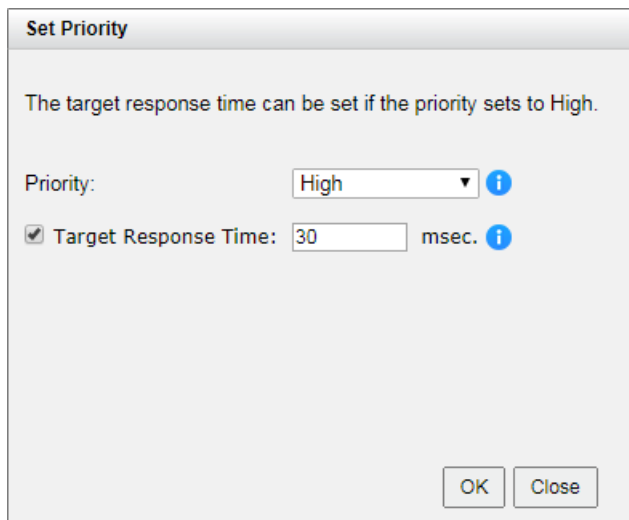 Set Priority
The target response time can be set if the priority sets to High.
Priority: High
Target Response Time: 30 msec.
OK Close